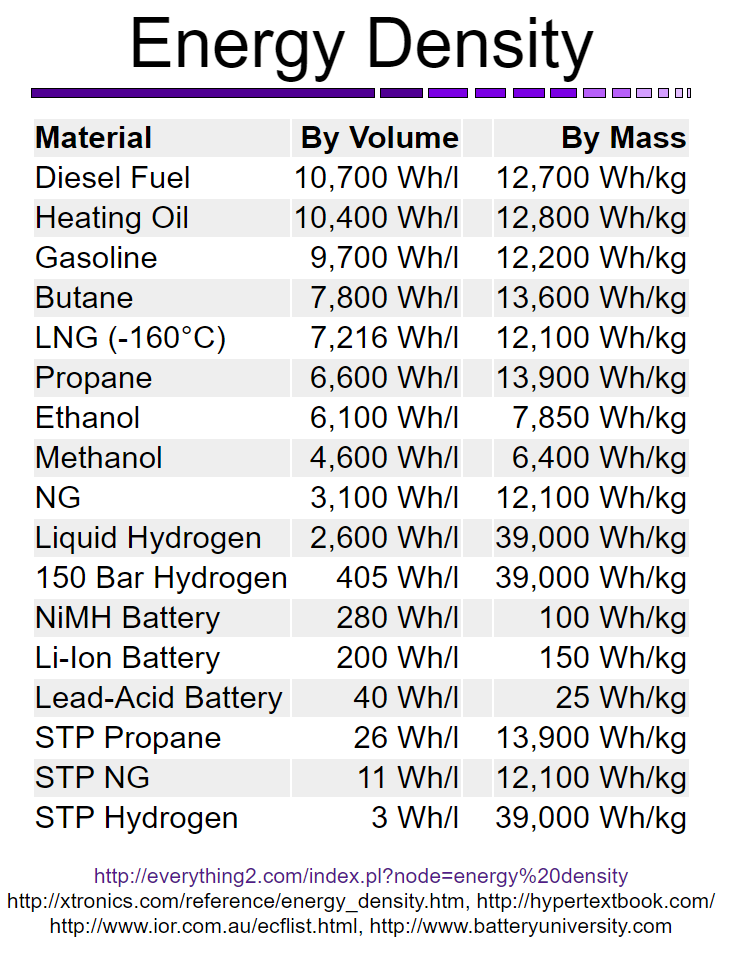 Energy Density
Material By Volume By Mass
Diesel Fuel 10,700 Wh/l 12,700 Wh/kg
Heating Oil 10,400 Wh/l 12,800 Wh/kg
Gasoline 9,700 Wh/l 12,200 Wh/kg
Butane 7,800 Wh/l 13,600 Wh/kg
LNG (-160°C) 7,216 Wh/l 12,100 Wh/kg
Propane 6,600 Wh/l 13,900 Wh/kg
Ethanol 6,100 Wh/l 7,850 Wh/kg
Methanol 4,600 Wh/l 6,400 Wh/kg
NG 3,100 Wh/l 12,100 Wh/kg
Liquid Hydrogen 2,600 Wh/l 39,000 Wh/kg
150 Bar Hydrogen 405 Wh/l 39,000 Wh/kg
NiMH Battery 280 Wh/l 100 Wh/kg
Li-Ion Battery 200 Wh/l 150 Wh/kg
Lead-Acid Battery 40 Wh/l 25 Wh/kg
STP Propane 26 Wh/l 13,900 Wh/kg
STP NG 11 Wh/l 12,100 Wh/kg
STP Hydrogen 3 Wh/l 39,000 Wh/kg
http://everything2.com/index.pl?node=energy%20density
http://xtronics.com/reference/energy_density.htm, http://hypertextbook.com/
http://www.ior.com.au/ecflist.html, http://www.batteryuniversity.com